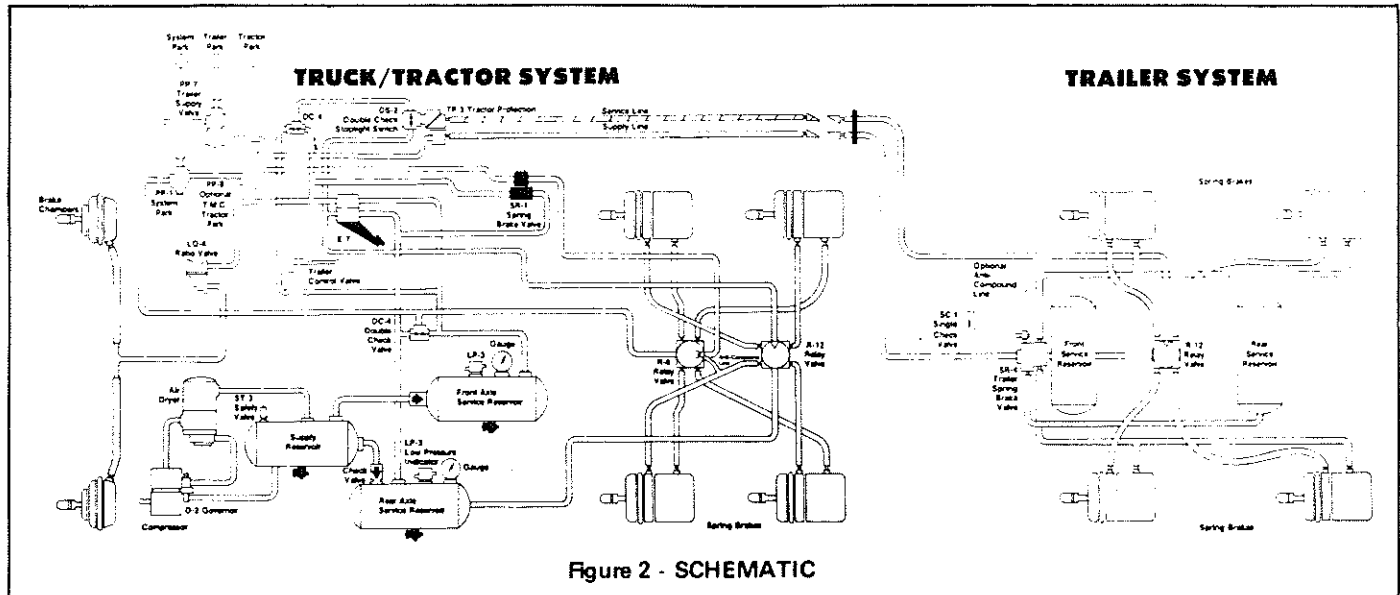 System
Park
Trailer
Park
Tractor
Park
TRUCK/TRACTOR SYSTEM
TRAILER SYSTEM
PP-7
Trailer
Supply
Valve
DC-4
DS-2
Double Check
Stoplight Switch
TP-3 Tractor Protection
Service Line
Supply Line
Brake
Chambers
PP-1
System
Park
PP-8
Optional
T.M.C.
Tractor
Park
SR-1
Spring
Brake Valve
E-7
LQ-4
Ratio Valve
Trailer
Control Valve
Spring Brakes
Optional
Anti-
Compound
Line
SC-1
Single
Check
Valve
DC-4
Double
Check
Valve
LP-3
Gauge
Front Axle
Service Reservoir
Relay
Valve
Anti-Compound
Line
R-12
Relay
Valve
Front
Service
Reservoir
R-12
Relay
Valve
Rear
Service
Reservoir
Trailer
Spring
Brake
Valve
Air
Dryer
Safety
Valve
Supply
Reservoir
LP-3
Low Pressure
Indicator
Gauge
Check
Valve
Rear Axle
Service Reservoir
D-2 Governor
Compressor
Spring Brakes
Spring Brakes
Figure 2 - SCHEMATIC